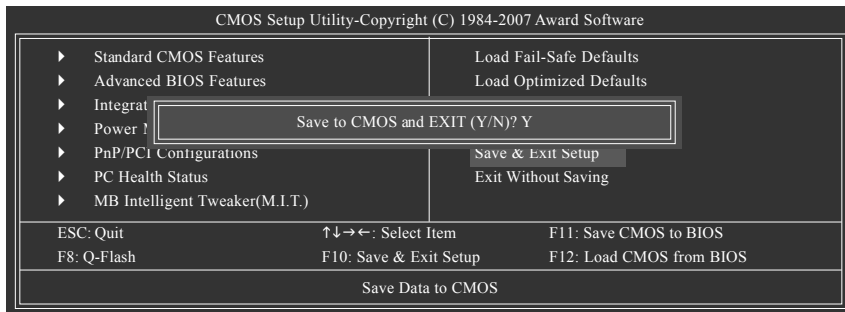 CMOS Setup Utility-Copyright (C) 1984-2007 Award Software
Standard CMOS Features
Advanced BIOS Features
Integrat
Power
PnP/PCI Configurations
PC Health Status
MB Intelligent Tweaker(M.I.T.)
Load Fail-Safe Defaults
Load Optimized Defaults
Save & Exit Setup
Exit Without Saving
Save to CMOS and EXIT (Y/N)? Y
ESC: Quit
↑↓→←: Select Item
F11: Save CMOS to BIOS
F8: Q-Flash
F10: Save & Exit Setup
F12: Load CMOS from BIOS
Save Data to CMOS